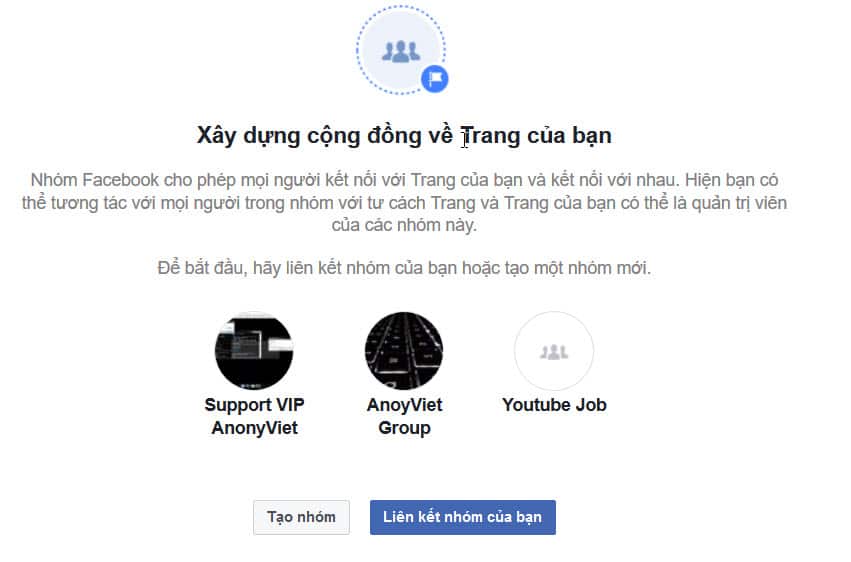 Xây dựng cộng đồng về Trang của bạn
Nhóm Facebook cho phép mọi người kết nối với Trang của bạn và kết nối với nhau. Hiện bạn có
thể tương tác với mọi người trong nhóm với tư cách Trang và Trang của bạn có thể là quản trị viên
của các nhóm này.
Để bắt đầu, hãy liên kết nhóm của bạn hoặc tạo một nhóm mới.
Support VIP
AnonyViet
AnoyViet
Group
Youtube Job
Tạo nhóm
Liên kết nhóm của bạn